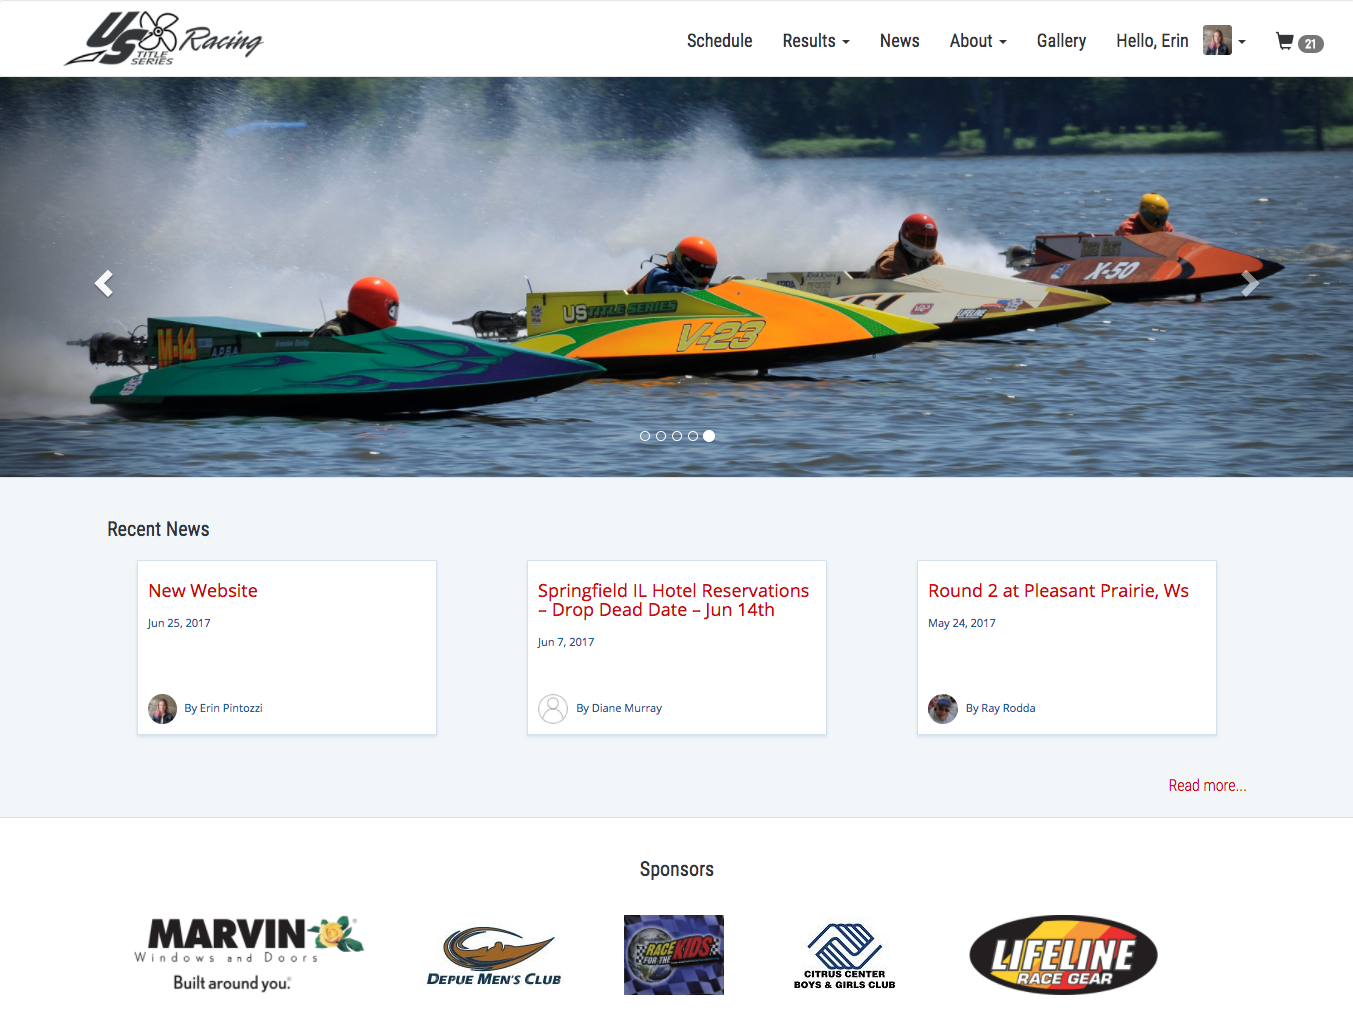 US
TITLE
SERIES
Racing
Schedule
Results
News
About
Gallery
Hello, Erin
21
M-14
APBA
US TITLE SERIES
V-23
LIFELINE
X-50
Recent News
New Website
Jun 25, 2017
By Erin Pintozzi
Springfield IL Hotel Reservations
– Drop Dead Date – Jun 14th
Jun 7, 2017
By Diane Murray
Round 2 at Pleasant Prairie, Ws
May 24, 2017
By Ray Rodda
Read more...
Sponsors
MARVIN
Windows and Doors
Built around you.
DEPUE MEN'S CLUB
RACE
FOR THE
KIDS
CITRUS CENTER
BOYS & GIRLS CLUB
LIFELINE
RACE GEAR